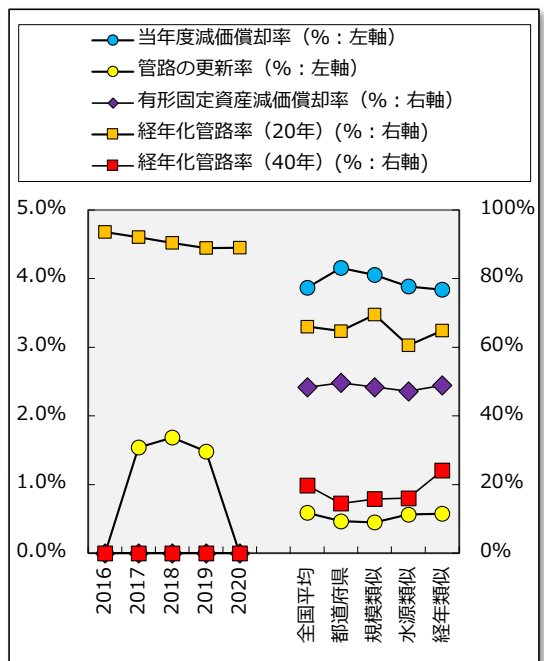 当年度減価償却率（%：左軸）
管路の更新率（%：左軸）
有形固定資産減価償却率（%：右軸）
経年化管路率（20年）(%：右軸)
経年化管路率（40年）(%：右軸)
5.0%
100%
4.0%
80%
3.0%
60%
2.0%
40%
1.0%
20%
0.0%
0%
2016
2017
2018
2019
2020
全国平均
都道府県
規模類似
水源類似
経年類似